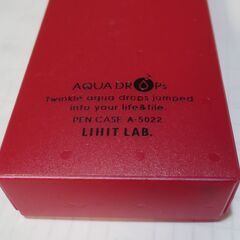 AQUA DROPs
Twinkle aqua drops jumped
into your life&file.
PEN CASE A-5022
LIHIT LAB.